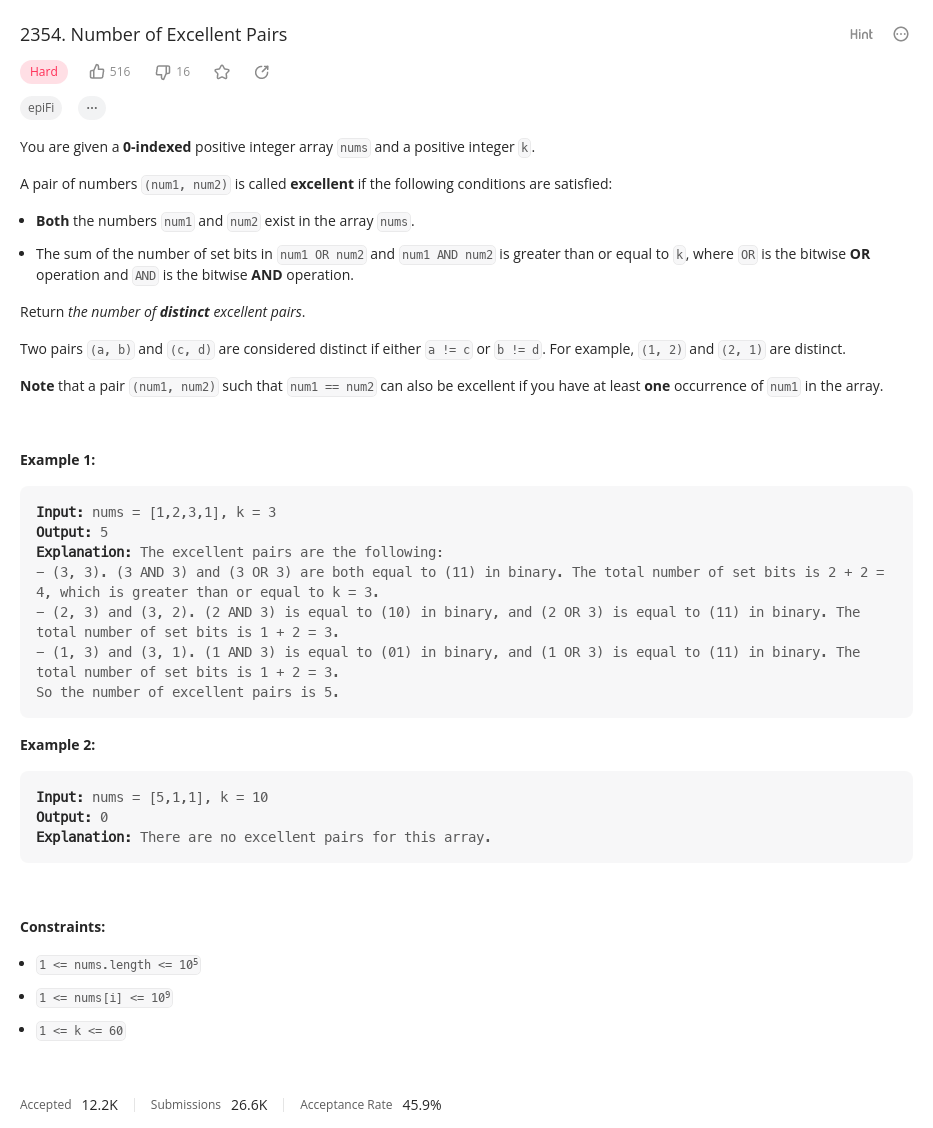 2354. Number of Excellent Pairs
Hint
Hard
516
16
epiFi
...
You are given a 0-indexed positive integer array nums and a positive integer k.
A pair of numbers (num1, num2) is called excellent if the following conditions are satisfied:
• Both the numbers num1 and num2 exist in the array nums.
• The sum of the number of set bits in num1 OR num2 and num1 AND num2 is greater than or equal to k, where OR is the bitwise OR
operation and AND is the bitwise AND operation.
Return the number of distinct excellent pairs.
Two pairs (a, b) and (c, d) are considered distinct if either a != c or b != d. For example, (1, 2) and (2, 1) are distinct.
Note that a pair (num1, num2) such that num1 == num2 can also be excellent if you have at least one occurrence of num1 in the array.
Example 1:
Input: nums = [1,2,3,1], k = 3
Output: 5
Explanation: The excellent pairs are the following:
- (3, 3). (3 AND 3) and (3 OR 3) are both equal to (11) in binary. The total number of set bits is 2 + 2 =
4, which is greater than or equal to k = 3.
- (2, 3) and (3, 2). (2 AND 3) is equal to (10) in binary, and (2 OR 3) is equal to (11) in binary. The
total number of set bits is 1 + 2 = 3.
- (1, 3) and (3, 1). (1 AND 3) is equal to (01) in binary, and (1 OR 3) is equal to (11) in binary. The
total number of set bits is 1 + 2 = 3.
So the number of excellent pairs is 5.
Example 2:
Input: nums = [5,1,1], k = 10
Output: 0
Explanation: There are no excellent pairs for this array.
Constraints:
• 1 <= nums.length <= 10⁵
• 1 <= nums[i] <= 10⁹
• 1 <= k <= 60
Accepted 12.2K Submissions 26.6K Acceptance Rate 45.9%